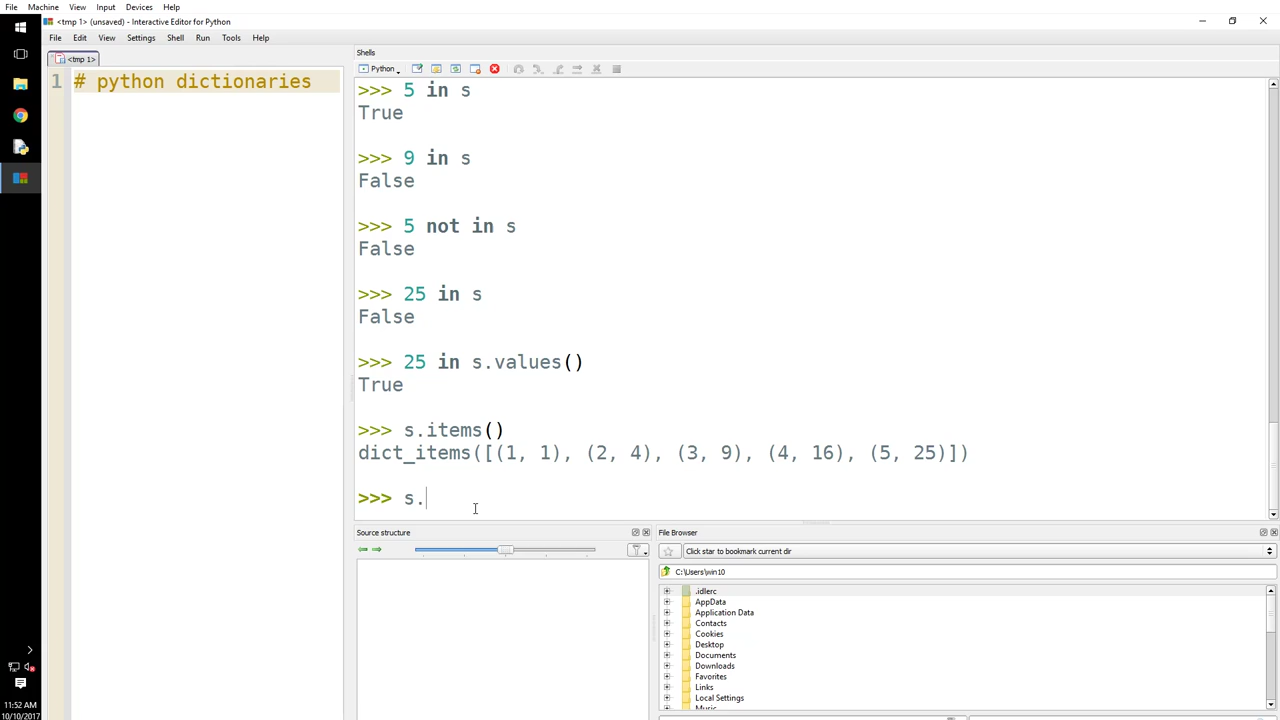 File Machine View Input Devices Help
<tmp 1> (unsaved) - Interactive Editor for Python
File Edit View Settings Shell Run Tools Help
<tmp 1>
Shells
Python
1 # python dictionaries
>>> 5 in s
True
>>> 9 in s
False
>>> 5 not in s
False
>>> 25 in s
False
>>> 25 in s.values()
True
>>> s.items()
dict_items([(1, 1), (2, 4), (3, 9), (4, 16), (5, 25)])
>>> s.
Source structure
File Browser
Click star to bookmark current dir
C:\Users\win10
.idlerc
AppData
Application Data
Contacts
Cookies
Desktop
Documents
Downloads
Favorites
Links
Local Settings
Music
11:52 AM
10/10/2017